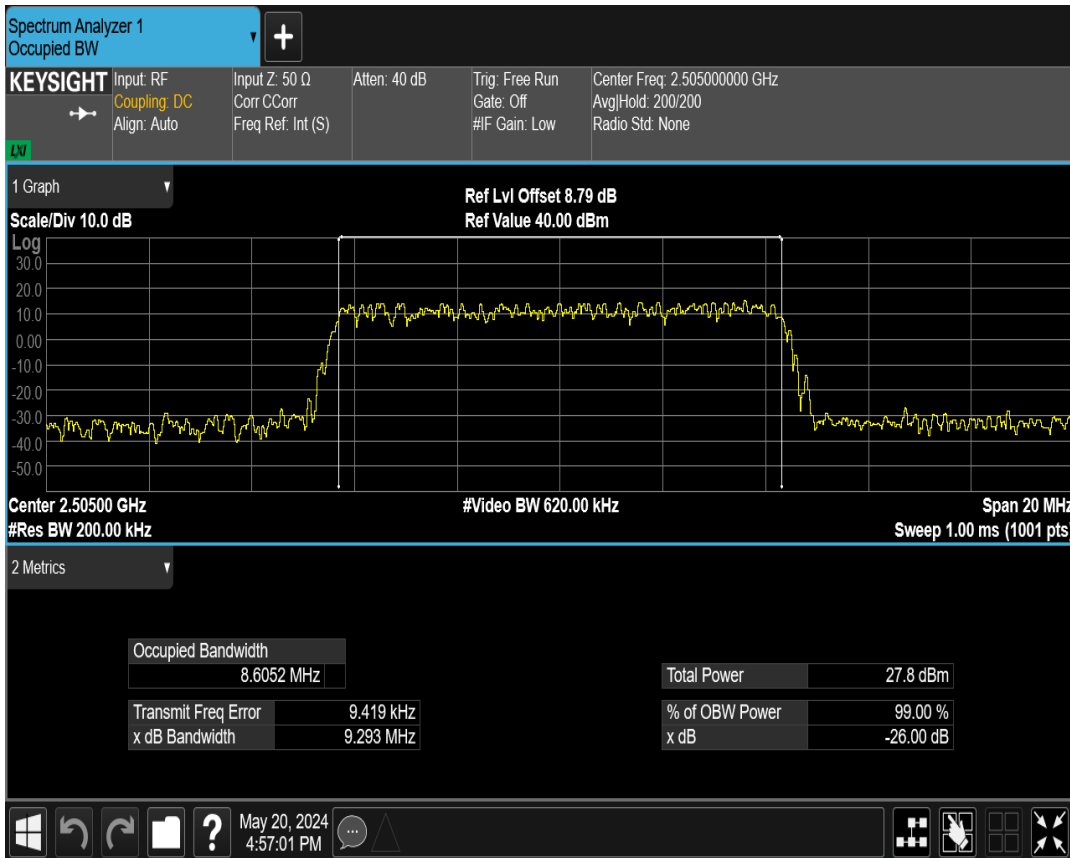 Spectrum Analyzer 1
Occupied BW
+
KEYSIGHT
LXI
Input: RF
Coupling: DC
Align: Auto
Input Z: 50 Ω
Corr CCorr
Freq Ref: Int (S)
Atten: 40 dB
Trig: Free Run
Gate: Off
#IF Gain: Low
Center Freq: 2.505000000 GHz
Avg|Hold: 200/200
Radio Std: None
1 Graph
Scale/Div 10.0 dB
Ref Lvl Offset 8.79 dB
Ref Value 40.00 dBm
Log
30.0
20.0
10.0
0.00
-10.0
-20.0
-30.0
-40.0
-50.0
Center 2.50500 GHz
#Video BW 620.00 kHz
Span 20 MHz
#Res BW 200.00 kHz
Sweep 1.00 ms (1001 pts)
2 Metrics
Occupied Bandwidth
8.6052 MHz
Total Power 27.8 dBm
Transmit Freq Error 9.419 kHz
% of OBW Power 99.00 %
x dB Bandwidth 9.293 MHz
x dB -26.00 dB
?
May 20, 2024
4:57:01 PM